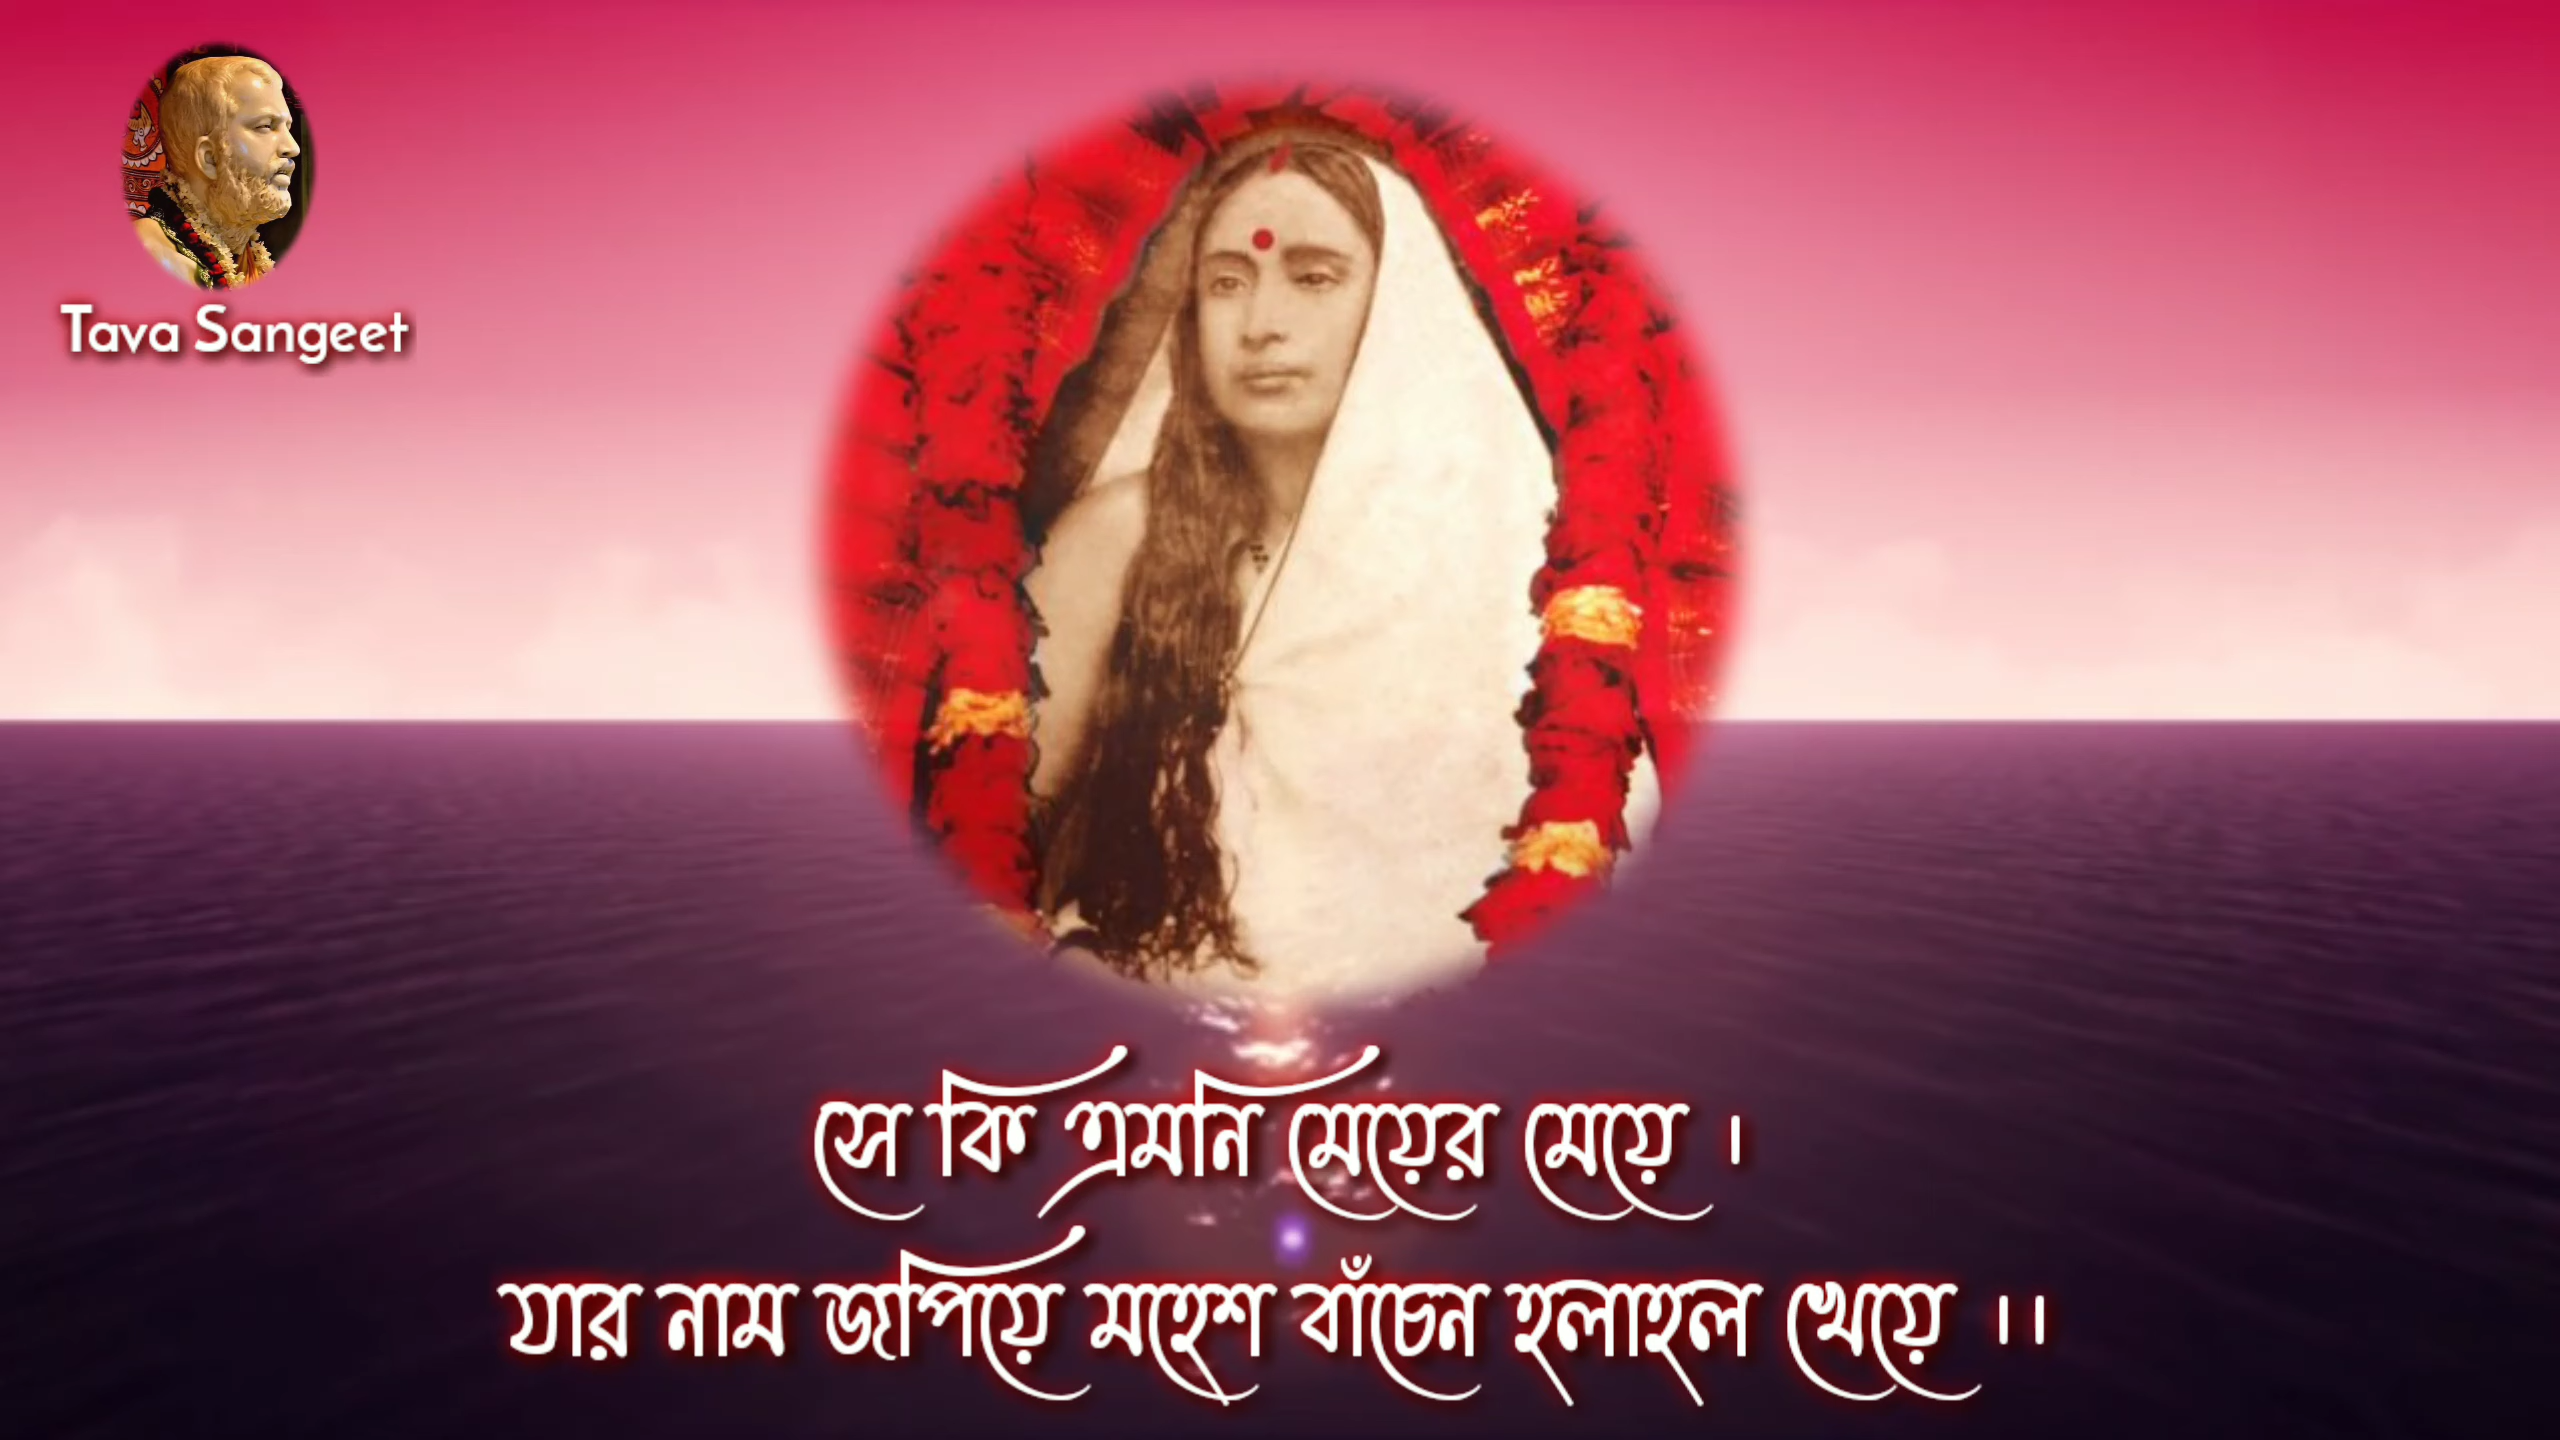 Tava Sangeet
সে কি এমনি মেয়ের মেয়ে ।
যার নাম জপিয়ে মহেশ বাঁচেন হলাহল খেয়ে ।।